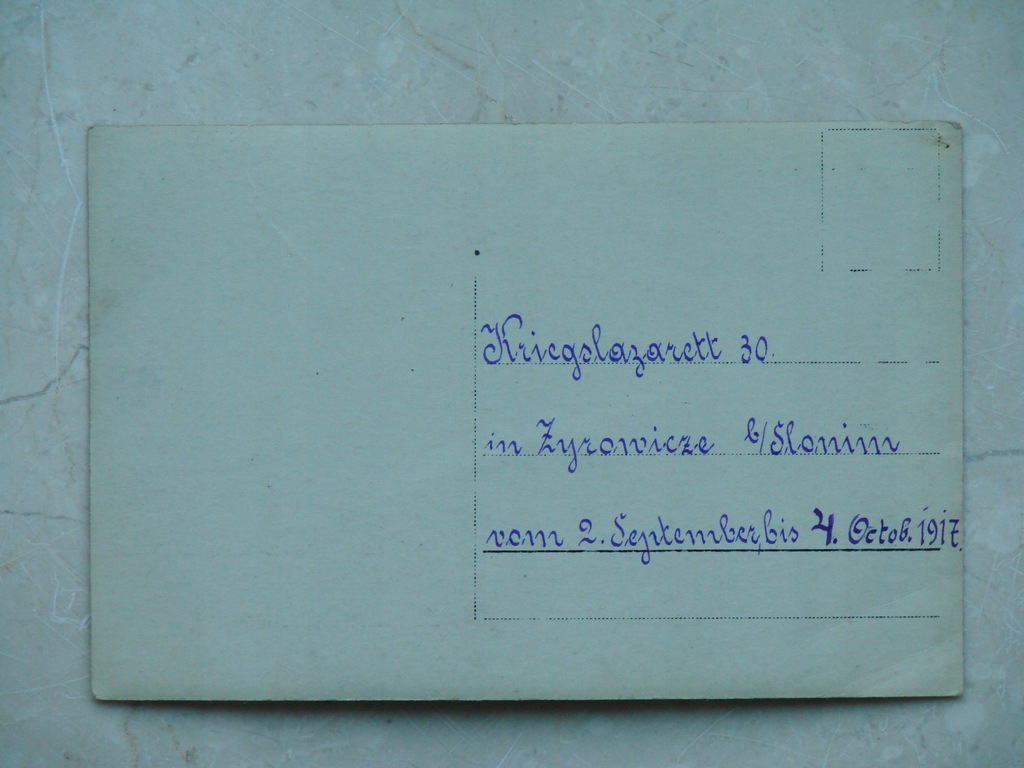 Kriegslazarett 30.
in Zyrowicze b/Slonim
vom 2. September, bis 4. Octob. 1917.